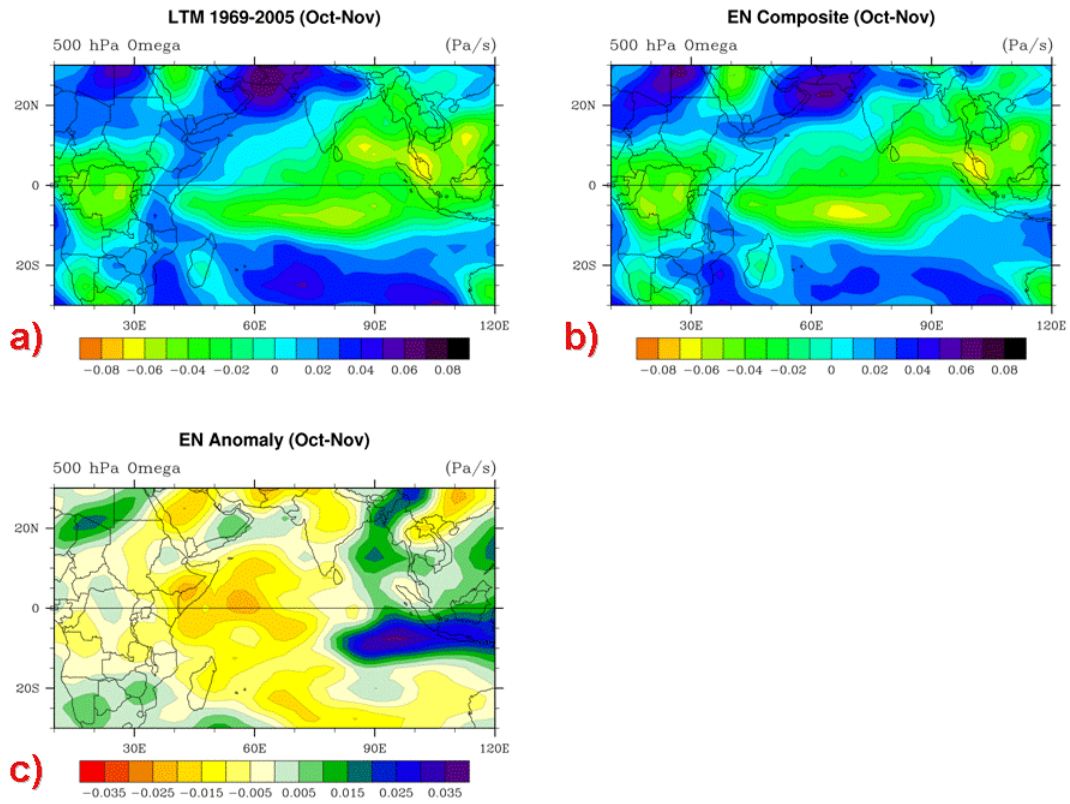 LTM 1969-2005 (Oct-Nov)
500 hPa Omega (Pa/s)
20N
0
20S
30E 60E 90E 120E
a)
−0.08 −0.06 −0.04 −0.02 0 0.02 0.04 0.06 0.08
EN Composite (Oct-Nov)
500 hPa Omega (Pa/s)
20N
0
20S
30E 60E 90E 120E
b)
−0.08 −0.06 −0.04 −0.02 0 0.02 0.04 0.06 0.08
EN Anomaly (Oct-Nov)
500 hPa Omega (Pa/s)
20N
0
20S
30E 60E 90E 120E
c)
−0.035 −0.025 −0.015 −0.005 0.005 0.015 0.025 0.035